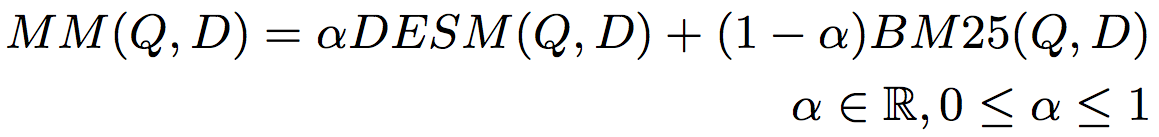 MM(Q, D) = αDESM(Q, D) + (1 − α)BM25(Q, D)
α ∈ ℝ, 0 ≤ α ≤ 1